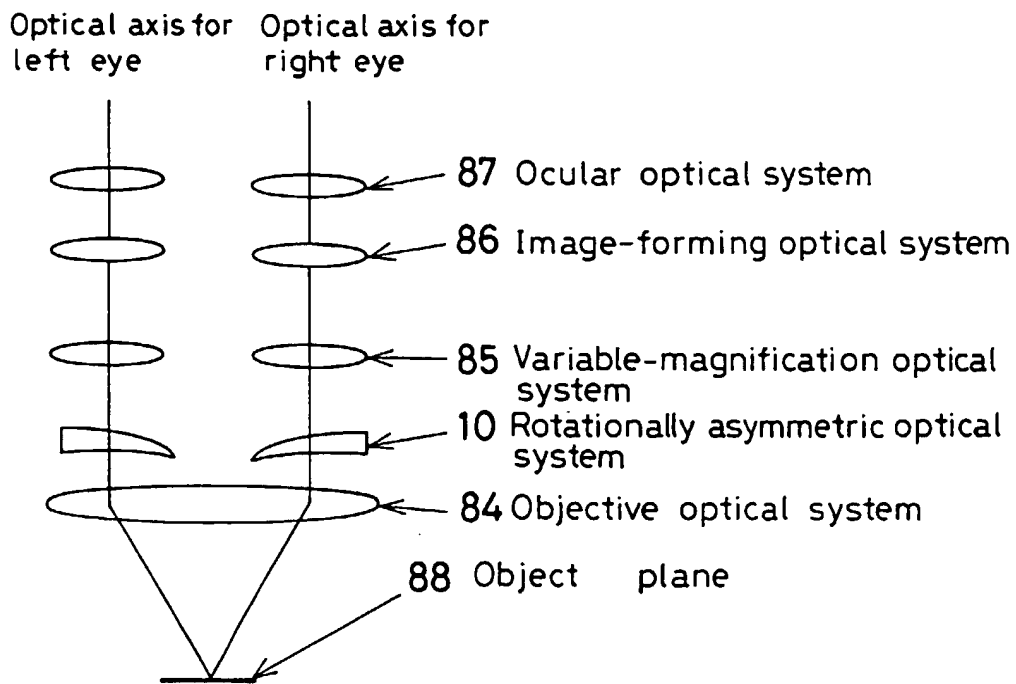 Optical axis for left eye
Optical axis for right eye
87 Ocular optical system
86 Image-forming optical system
85 Variable-magnification optical
system
10 Rotationally asymmetric optical
system
84 Objective optical system
88 Object plane